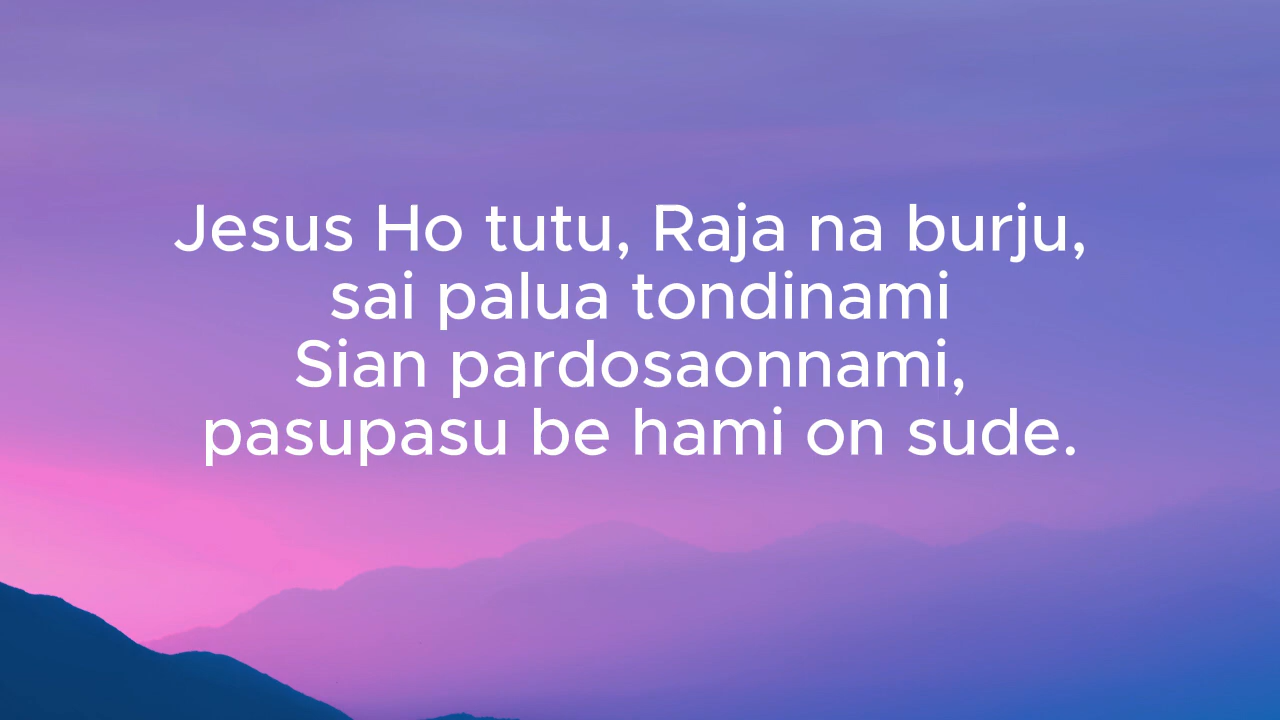 Jesus Ho tutu, Raja na burju,
sai palua tondinami
Sian pardosaonnami,
pasupasu be hami on sude.